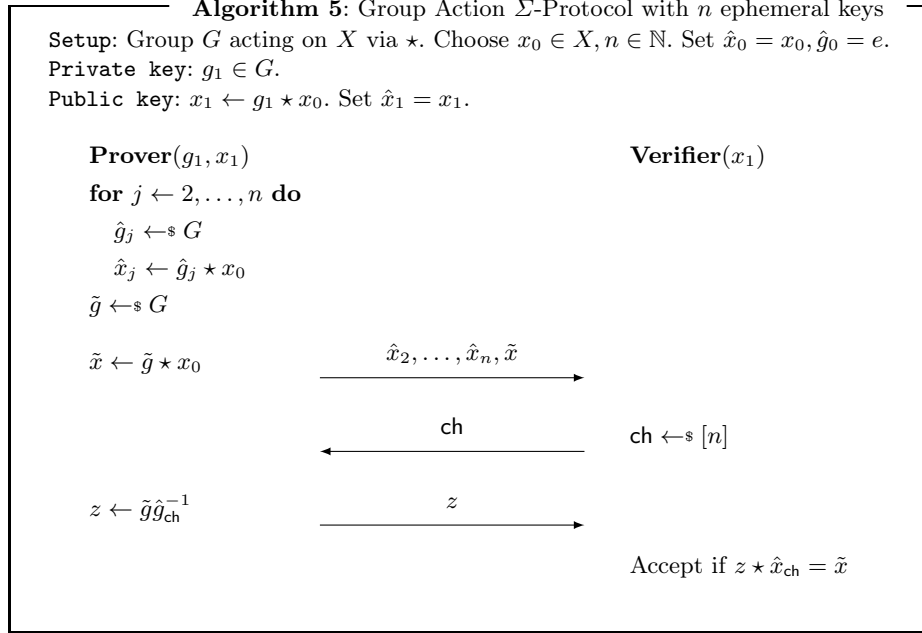 Algorithm 5: Group Action Σ-Protocol with n ephemeral keys
Setup: Group G acting on X via ⋆. Choose x₀ ∈ X, n ∈ ℕ. Set x̂₀ = x₀, ĝ₀ = e.
Private key: g₁ ∈ G.
Public key: x₁ ← g₁ ⋆ x₀. Set x̂₁ = x₁.
Prover(g₁, x₁) Verifier(x₁)
for j ← 2, . . . , n do
ĝⱼ ←$ G
x̂ⱼ ← ĝⱼ ⋆ x₀
g̃ ←$ G
x̃ ← g̃ ⋆ x₀ x̂₂, . . . , x̂ₙ, x̃
ch ch ←$ [n]
z ← g̃ĝ_ch⁻¹ z
Accept if z ⋆ x̂_ch = x̃